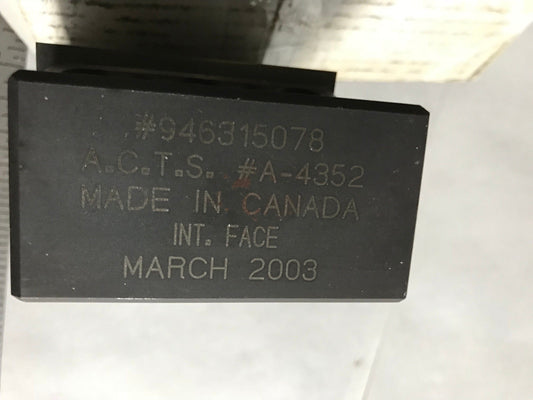 #946315078
A.C.T.S. #A-4352
MADE IN CANADA
INT. FACE
MARCH 2003